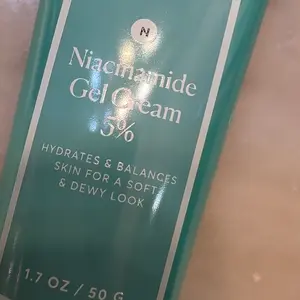 N
Niacinamide
Gel Cream
5%
HYDRATES & BALANCES
SKIN FOR A SOFT
& DEWY LOOK
1.7 OZ / 50 G